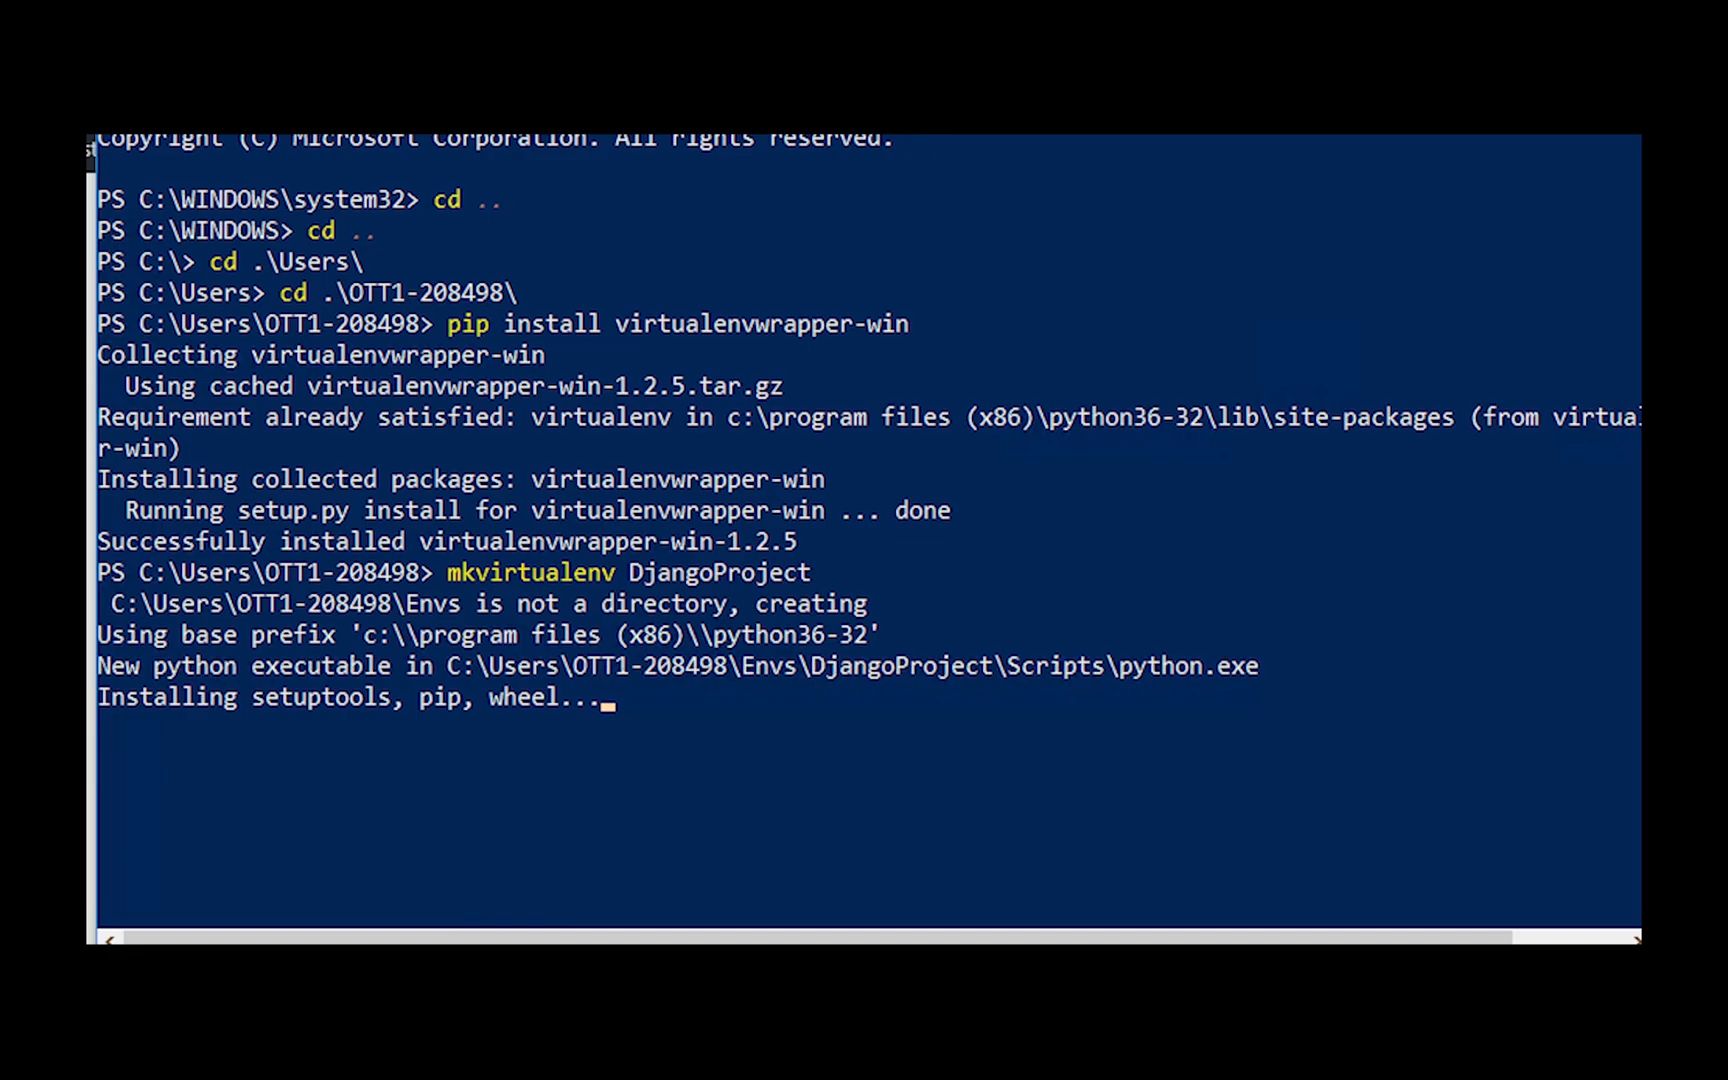 Copyright (C) Microsoft Corporation. All rights reserved.
PS C:\WINDOWS\system32> cd ..
PS C:\WINDOWS> cd ..
PS C:\> cd .\Users\
PS C:\Users> cd .\OTT1-208498\
PS C:\Users\OTT1-208498> pip install virtualenvwrapper-win
Collecting virtualenvwrapper-win
  Using cached virtualenvwrapper-win-1.2.5.tar.gz
Requirement already satisfied: virtualenv in c:\program files (x86)\python36-32\lib\site-packages (from virtual
r-win)
Installing collected packages: virtualenvwrapper-win
  Running setup.py install for virtualenvwrapper-win ... done
Successfully installed virtualenvwrapper-win-1.2.5
PS C:\Users\OTT1-208498> mkvirtualenv DjangoProject
 C:\Users\OTT1-208498\Envs is not a directory, creating
Using base prefix 'c:\\program files (x86)\\python36-32'
New python executable in C:\Users\OTT1-208498\Envs\DjangoProject\Scripts\python.exe
Installing setuptools, pip, wheel...